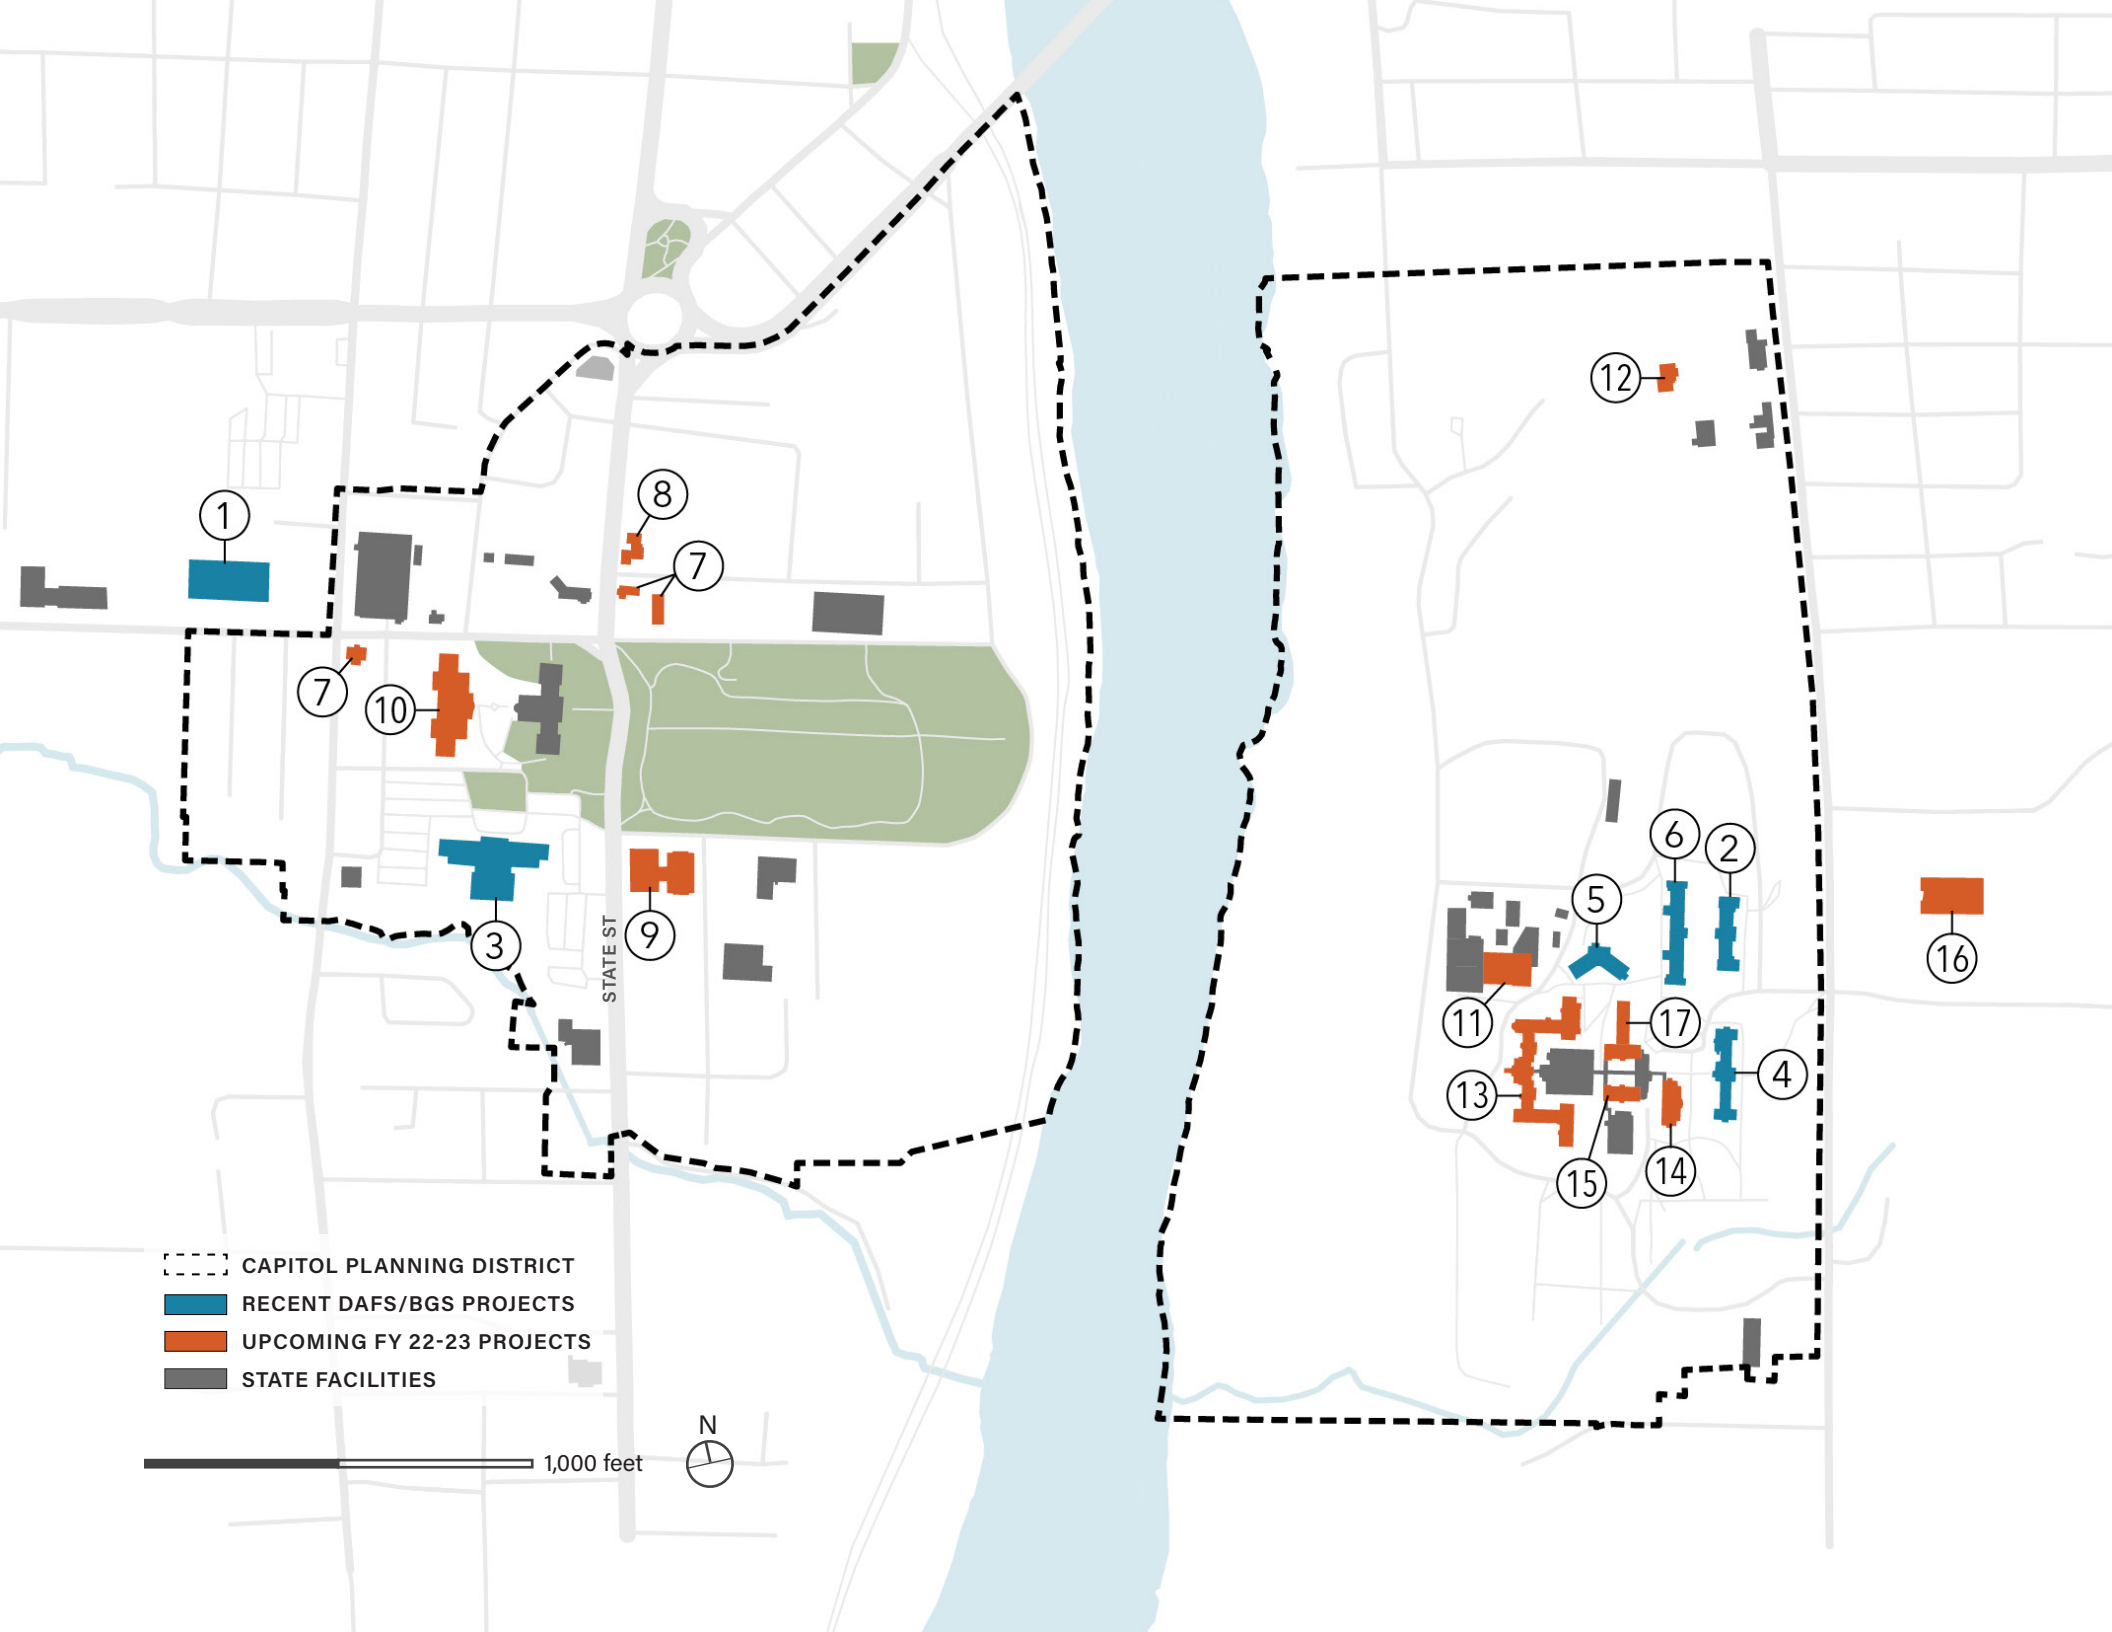 8
1
7
12
7
10
6
2
5
3
STATE ST
9
16
11
17
13
4
15
14
CAPITOL PLANNING DISTRICT
RECENT DAFS/BGS PROJECTS
UPCOMING FY 22-23 PROJECTS
STATE FACILITIES
N
1,000 feet